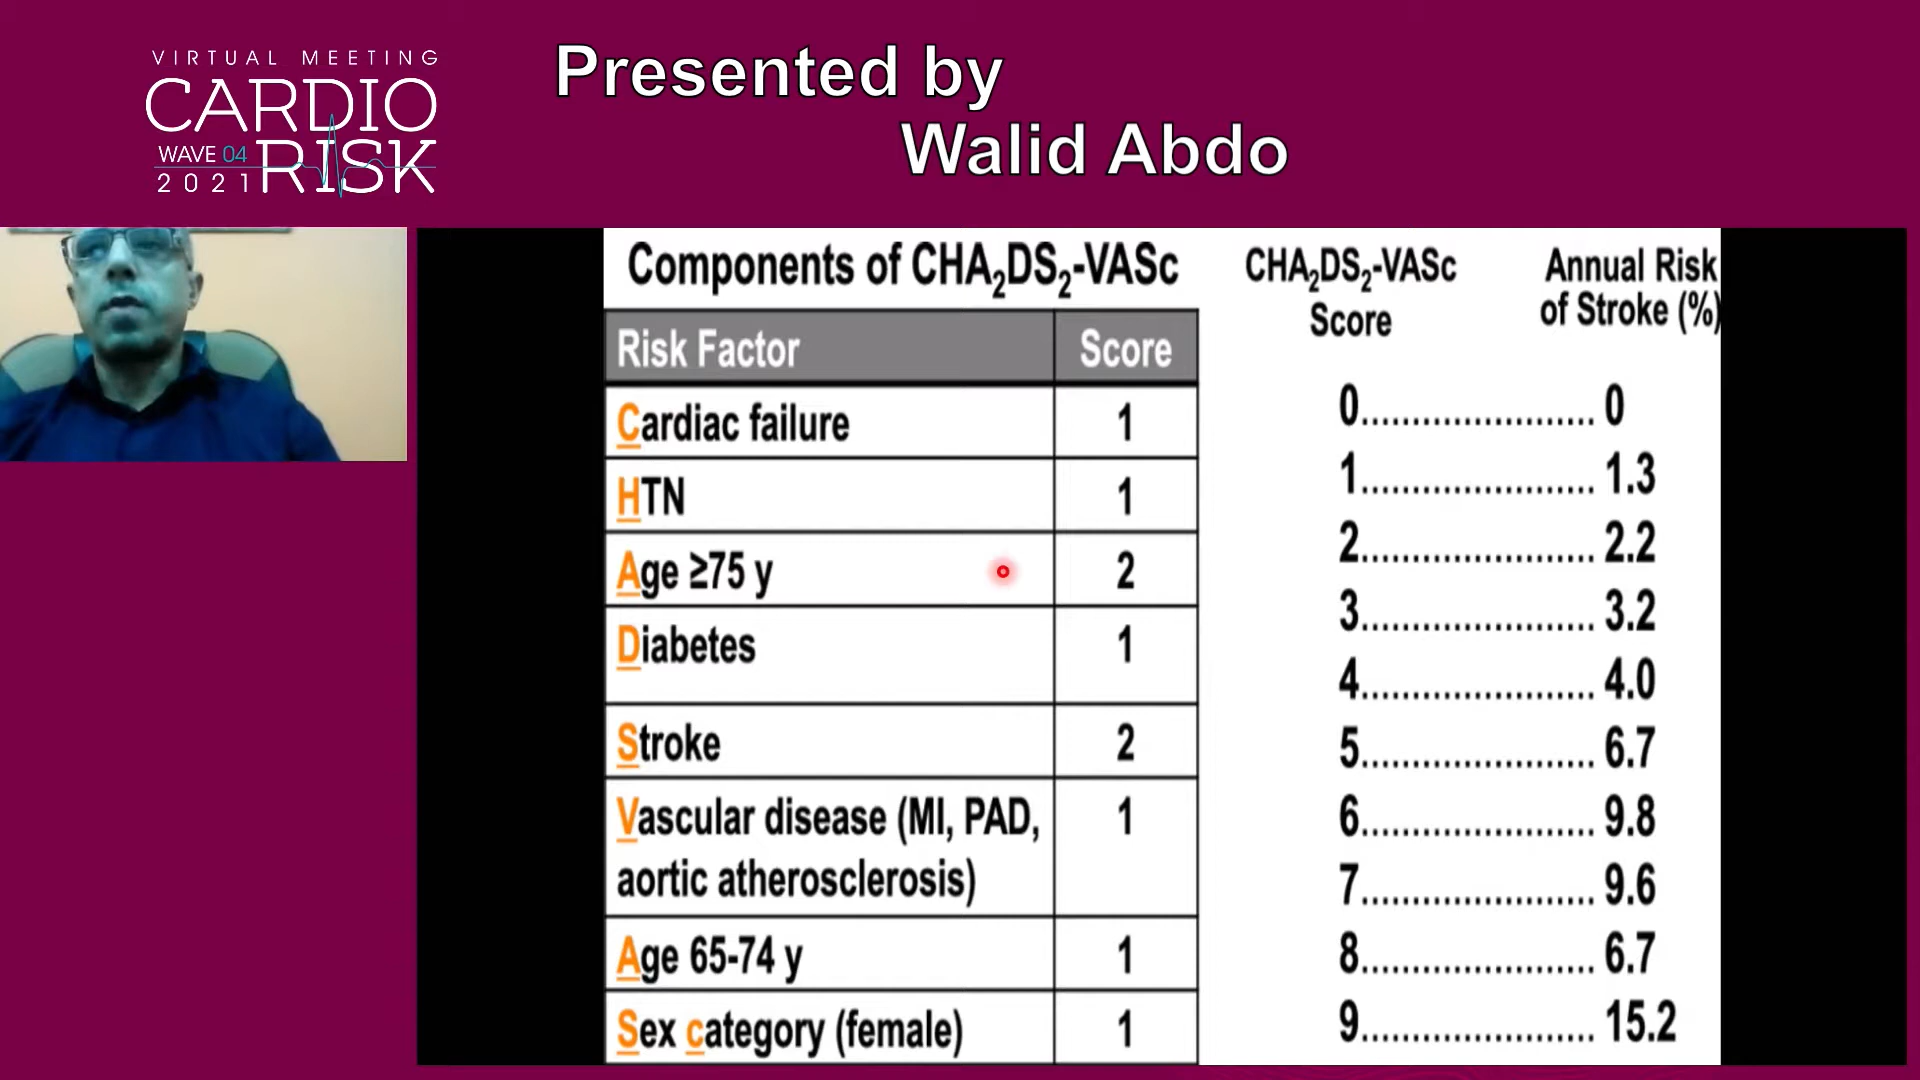 VIRTUAL MEETING
CARDIO
WAVE 04
RISK
2021
Presented by
Walid Abdo
Components of CHA₂DS₂-VASc
Risk Factor Score
Cardiac failure 1
HTN 1
Age ≥75 y 2
Diabetes 1
Stroke 2
Vascular disease (MI, PAD, 1
aortic atherosclerosis)
Age 65-74 y 1
Sex category (female) 1
CHA₂DS₂-VASc
Score
Annual Risk
of Stroke (%)
0....................... 0
1....................... 1.3
2....................... 2.2
3....................... 3.2
4....................... 4.0
5....................... 6.7
6....................... 9.8
7....................... 9.6
8....................... 6.7
9....................... 15.2